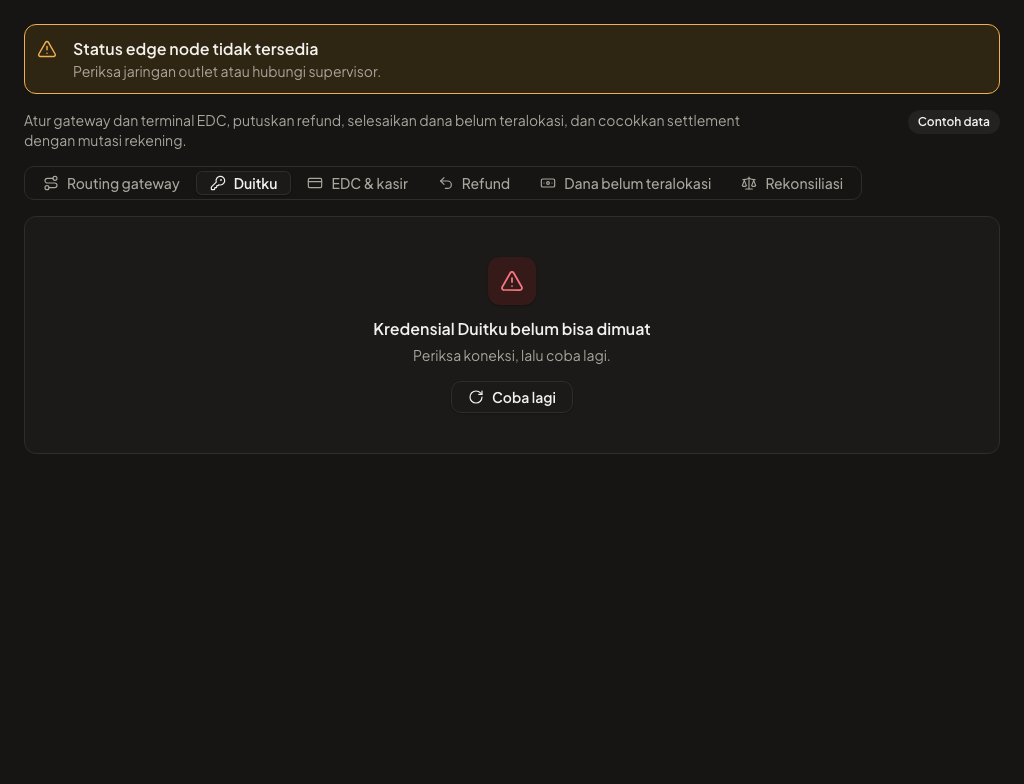 Status edge node tidak tersedia
Periksa jaringan outlet atau hubungi supervisor.
Atur gateway dan terminal EDC, putuskan refund, selesaikan dana belum teralokasi, dan cocokkan settlement
dengan mutasi rekening.
Contoh data
Routing gateway
Duitku
EDC & kasir
Refund
Dana belum teralokasi
Rekonsiliasi
Kredensial Duitku belum bisa dimuat
Periksa koneksi, lalu coba lagi.
Coba lagi